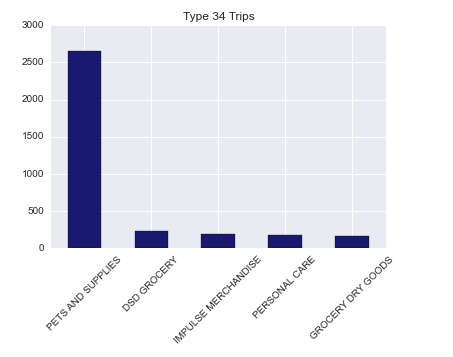 Type 34 Trips
3000
2500
2000
1500
1000
500
0
PETS AND SUPPLIES
DSD GROCERY
IMPULSE MERCHANDISE
PERSONAL CARE
GROCERY DRY GOODS